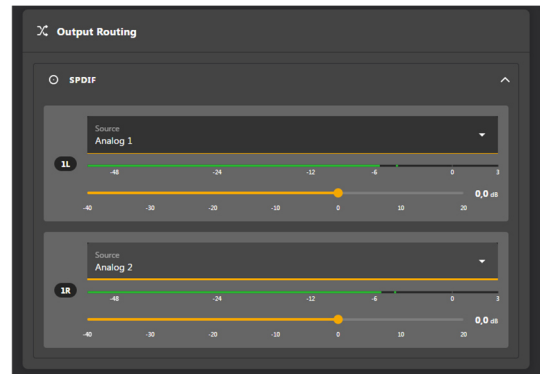 Output Routing
SPDIF
Source
Analog 1
1L
-48 -24 -12 -6 0 3
0,0 dB
-40 -30 -20 -10 0 10 20
Source
Analog 2
1R
-48 -24 -12 -6 0 3
0,0 dB
-40 -30 -20 -10 0 10 20